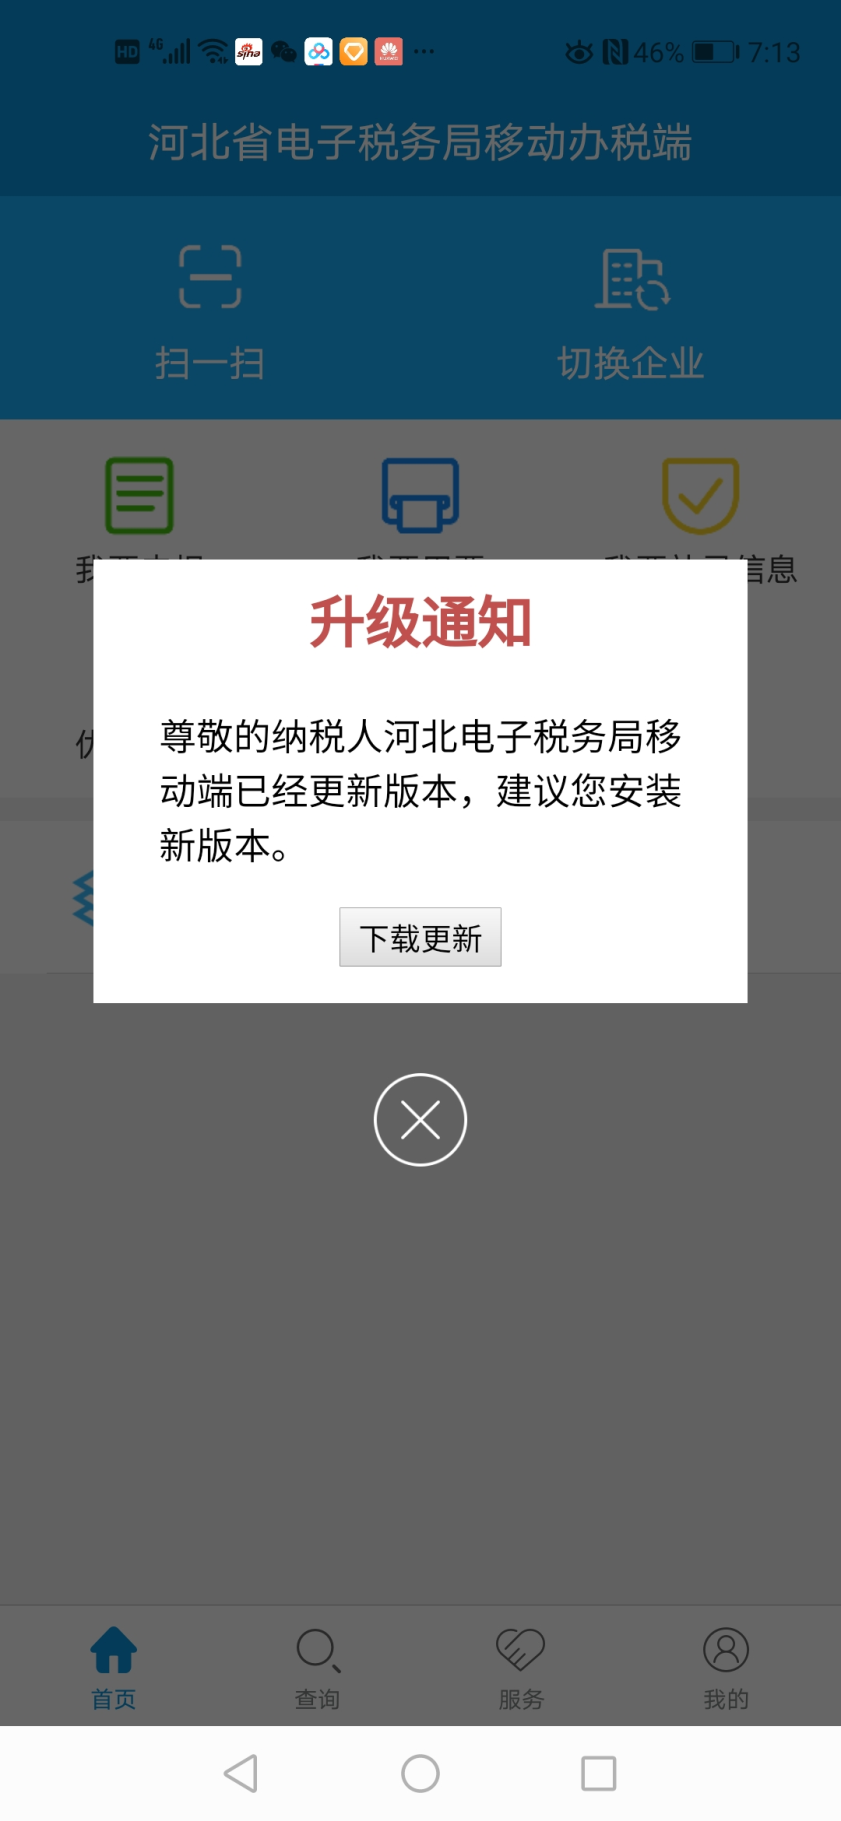 HD 4G 46% 7:13
河北省电子税务局移动办税端
扫一扫 切换企业
信息
升级通知
尊敬的纳税人河北电子税务局移
动端已经更新版本，建议您安装
新版本。
下载更新
首页 查询 服务 我的